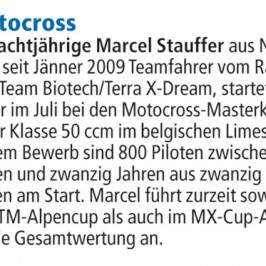 tocross
achtjährige Marcel Stauffer aus N
seit Jänner 2009 Teamfahrer vom R
Team Biotech/Terra X-Dream, startet
r im Juli bei den Motocross-Masterk
r Klasse 50 ccm im belgischen Limes
em Bewerb sind 800 Piloten zwische
en und zwanzig Jahren aus zwanzig
en am Start. Marcel führt zurzeit sow
TM-Alpencup als auch im MX-Cup-A
ie Gesamtwertung an.